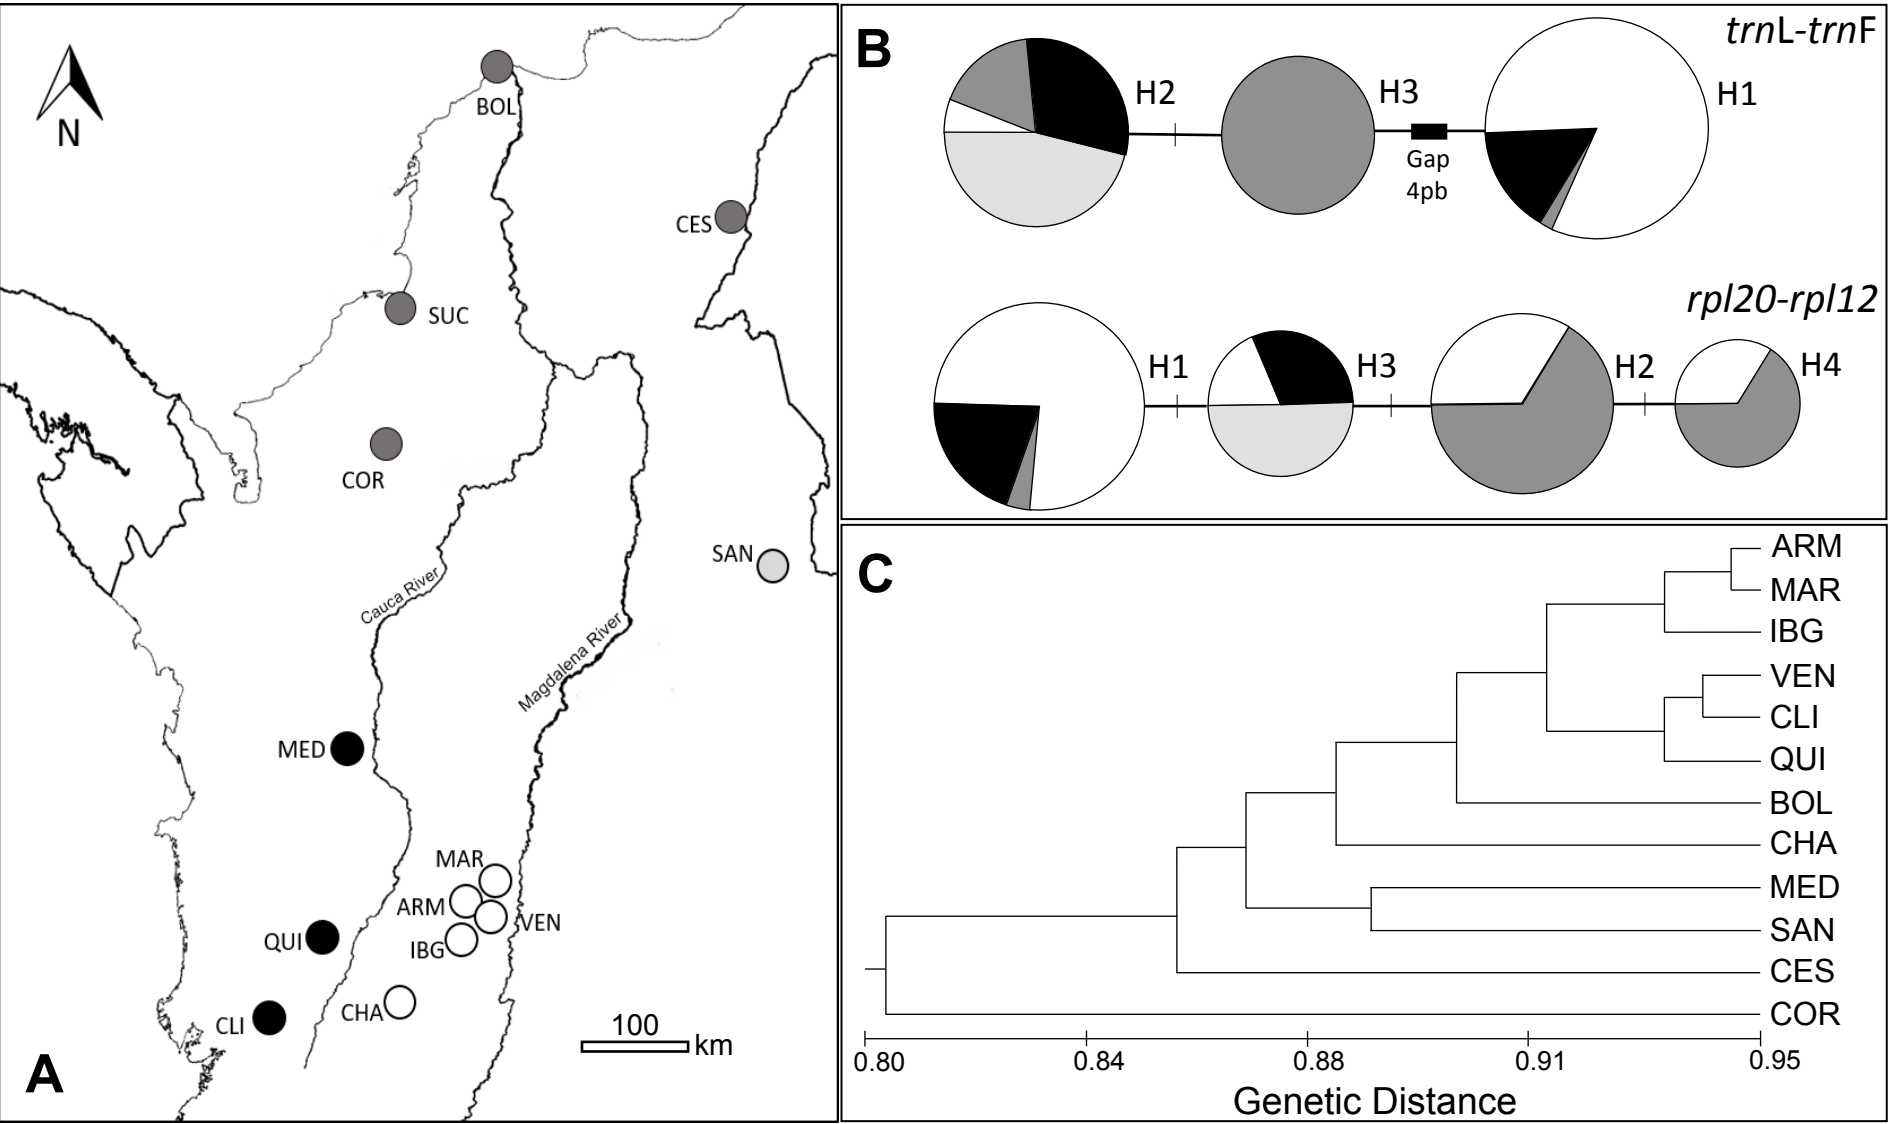 N
BOL
CES
SUC
COR
SAN
Cauca River
Magdalena River
MED
MAR
ARM
VEN
QUI
IBG
CHA
CLI
100
km
A
B
trnL-trnF
H2
H3
H1
Gap
4pb
rpl20-rpl12
H1
H3
H2
H4
C
ARM
MAR
IBG
VEN
CLI
QUI
BOL
CHA
MED
SAN
CES
COR
0.80 0.84 0.88 0.91 0.95
Genetic Distance